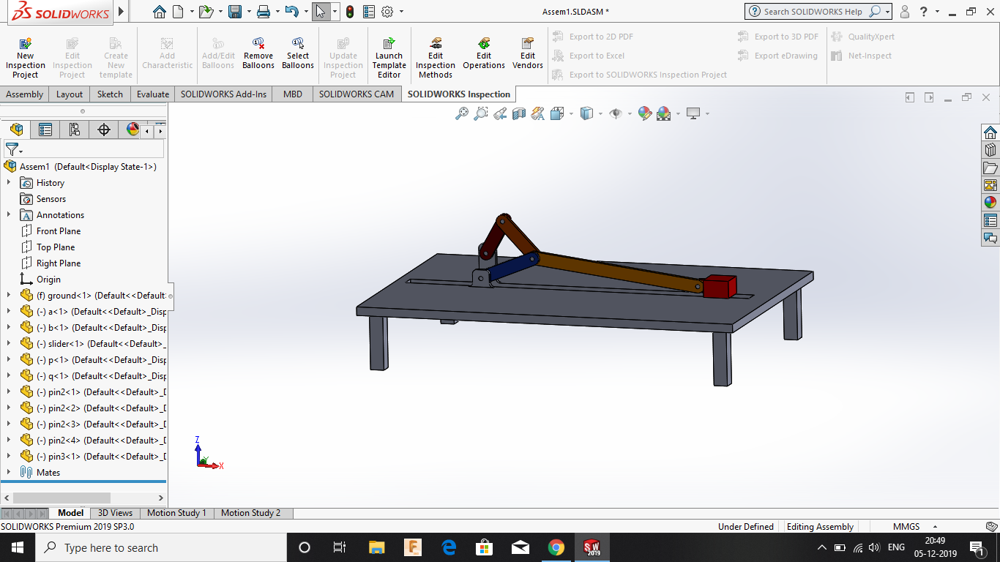 SOLIDWORKS
Assem1.SLDASM *
Search SOLIDWORKS Help
?
New Inspection Project
Edit Inspection Project
Create New template
Add Characteristic
Add/Edit Balloons
Remove Balloons
Select Balloons
Update Inspection Project
Launch Template Editor
Edit Inspection Methods
Edit Operations
Edit Vendors
Export to 2D PDF
Export to Excel
Export to SOLIDWORKS Inspection Project
Export to 3D PDF
Export eDrawing
QualityXpert
Net-Inspect
Assembly
Layout
Sketch
Evaluate
SOLIDWORKS Add-Ins
MBD
SOLIDWORKS CAM
SOLIDWORKS Inspection
Assem1 (Default<Display State-1>)
History
Sensors
Annotations
Front Plane
Top Plane
Right Plane
Origin
(f) ground<1> (Default<<Default:
(-) a<1> (Default<<Default>_Disp
(-) b<1> (Default<<Default>_Disp
(-) slider<1> (Default<<Default>_
(-) p<1> (Default<<Default>_Disp
(-) q<1> (Default<<Default>_Disp
(-) pin2<1> (Default<<Default>_D
(-) pin2<2> (Default<<Default>_D
(-) pin2<3> (Default<<Default>_D
(-) pin2<4> (Default<<Default>_D
(-) pin3<1> (Default<<Default>_D
Mates
Z
Y
X
Model
3D Views
Motion Study 1
Motion Study 2
SOLIDWORKS Premium 2019 SP3.0
Under Defined
Editing Assembly
MMGS
Type here to search
SW
2019
ENG
20:49
05-12-2019
1